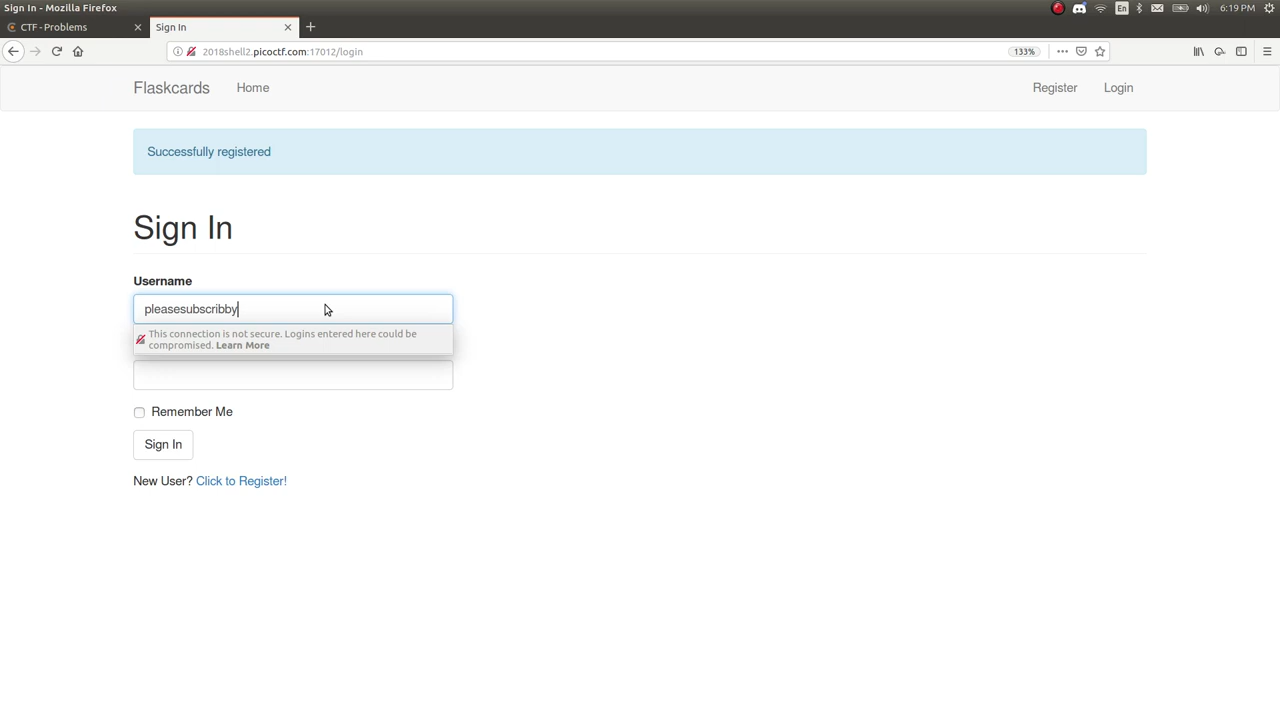 Sign In - Mozilla Firefox
En
6:19 PM
CTF - Problems
Sign In
2018shell2.picoctf.com:17012/login
133%
Flaskcards
Home
Register
Login
Successfully registered
Sign In
Username
pleasesubscribby
This connection is not secure. Logins entered here could be
compromised. Learn More
Remember Me
Sign In
New User? Click to Register!